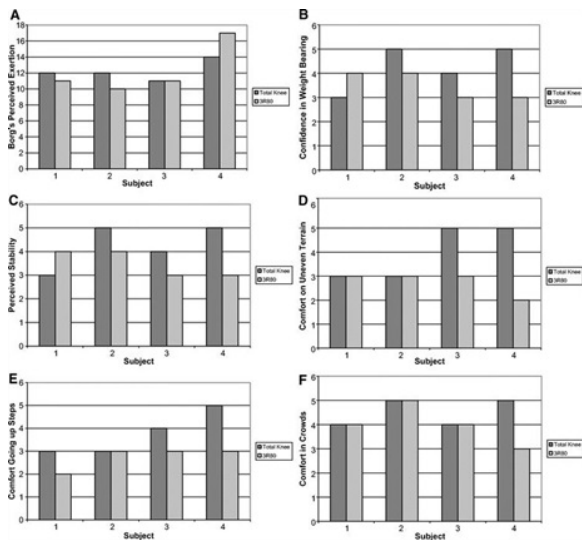 A
Borg's Perceived Exertion
18
16
14
12
10
8
6
4
2
0
1 2 3 4
Subject
Total Knee
3R80
B
Confidence in Weight Bearing
6
5
4
3
2
1
0
1 2 3 4
Subject
Total Knee
3R80
C
Perceived Stability
6
5
4
3
2
1
0
1 2 3 4
Subject
Total Knee
3R80
D
Comfort on Uneven Terrain
6
5
4
3
2
1
0
1 2 3 4
Subject
Total Knee
3R80
E
Comfort Going up Steps
6
5
4
3
2
1
0
1 2 3 4
Subject
Total Knee
3R80
F
Comfort in Crowds
6
5
4
3
2
1
0
1 2 3 4
Subject
Total Knee
3R80